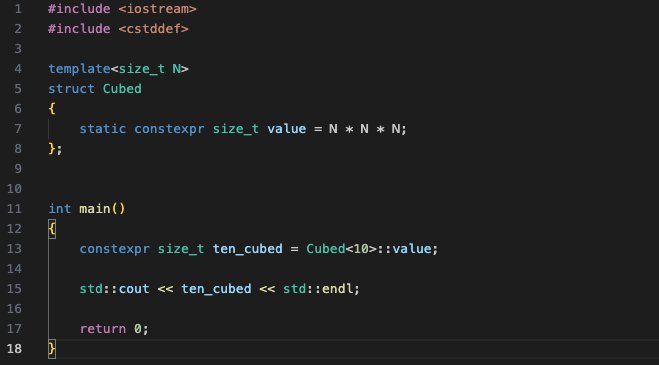 1 #include <iostream>
2 #include <cstddef>
3
4 template<size_t N>
5 struct Cubed
6 {
7     static constexpr size_t value = N * N * N;
8 };
9
10
11 int main()
12 {
13     constexpr size_t ten_cubed = Cubed<10>::value;
14
15     std::cout << ten_cubed << std::endl;
16
17     return 0;
18 }